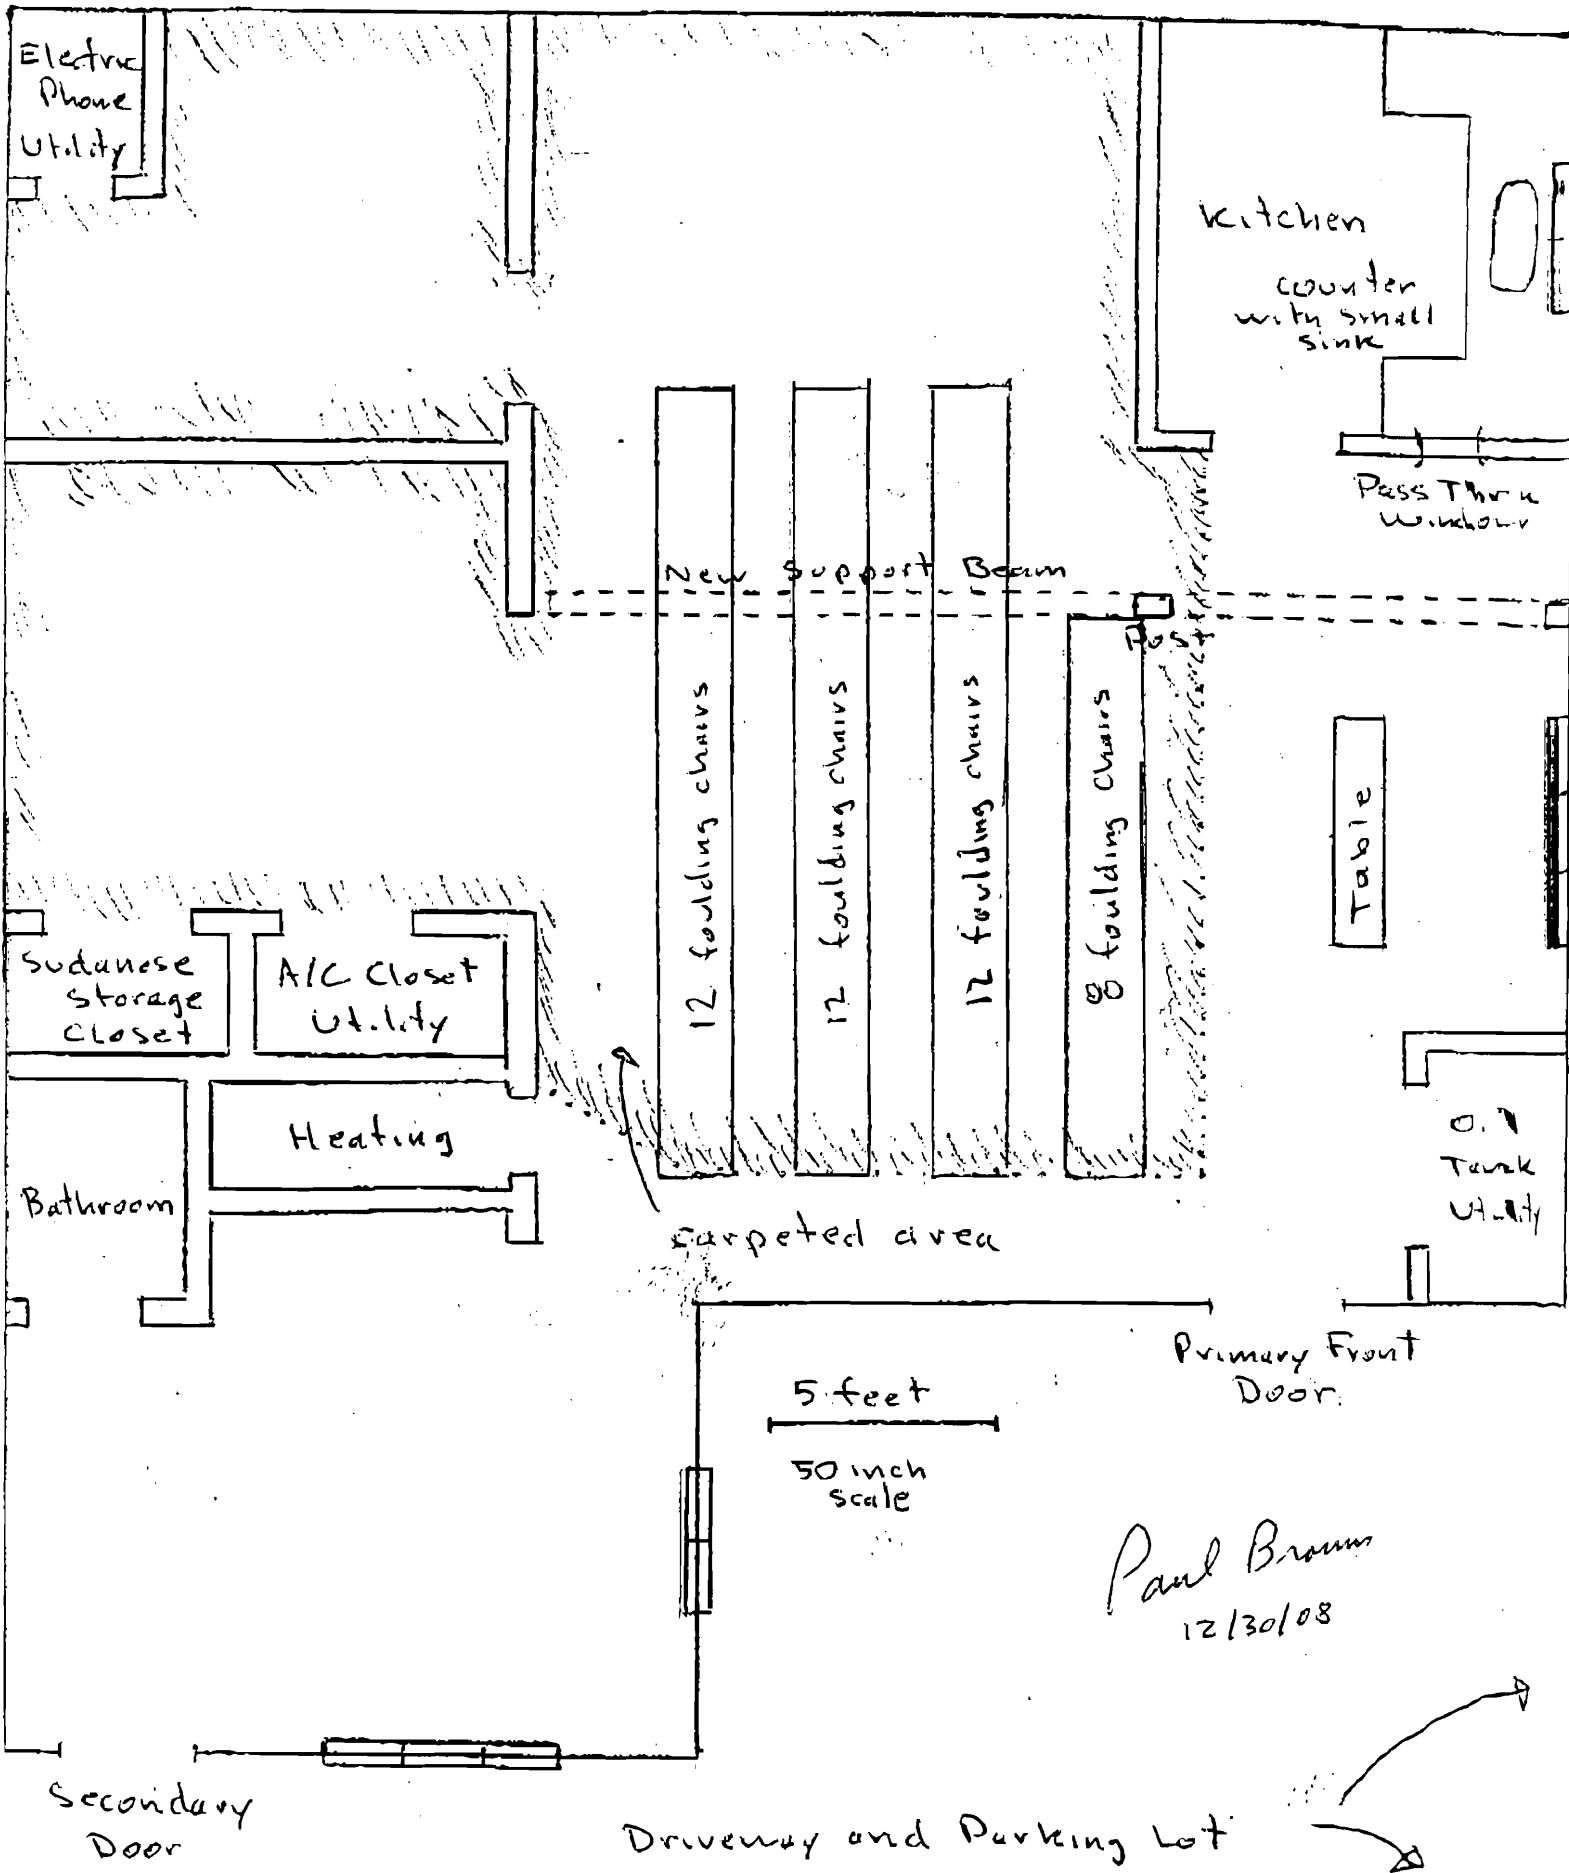 Electric
Phone
Utility
Kitchen
counter
with small
sink
Pass Thru
Window
New Support Beam
Post
12 foulding chairs
12 foulding chairs
12 foulding chairs
8 foulding chairs
Table
Sudanese
Storage
Closet
A/C Closet
Utility
Heating
Bathroom
Oil
Tank
Utility
carpeted area
Primary Front
Door
5 feet
50 inch
scale
Paul Brown
12/30/08
Secondary
Door
Driveway and Parking Lot